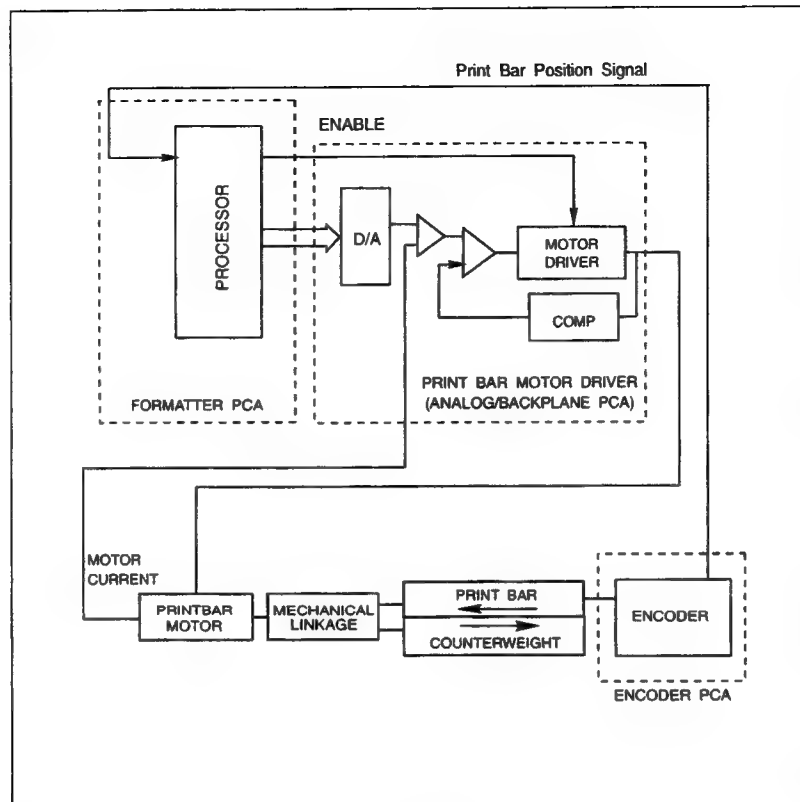 Print Bar Position Signal
ENABLE
PROCESSOR
D/A
MOTOR
DRIVER
COMP
FORMATTER PCA
PRINT BAR MOTOR DRIVER
(ANALOG/BACKPLANE PCA)
MOTOR
CURRENT
PRINTBAR
MOTOR
MECHANICAL
LINKAGE
PRINT BAR
COUNTERWEIGHT
ENCODER
ENCODER PCA